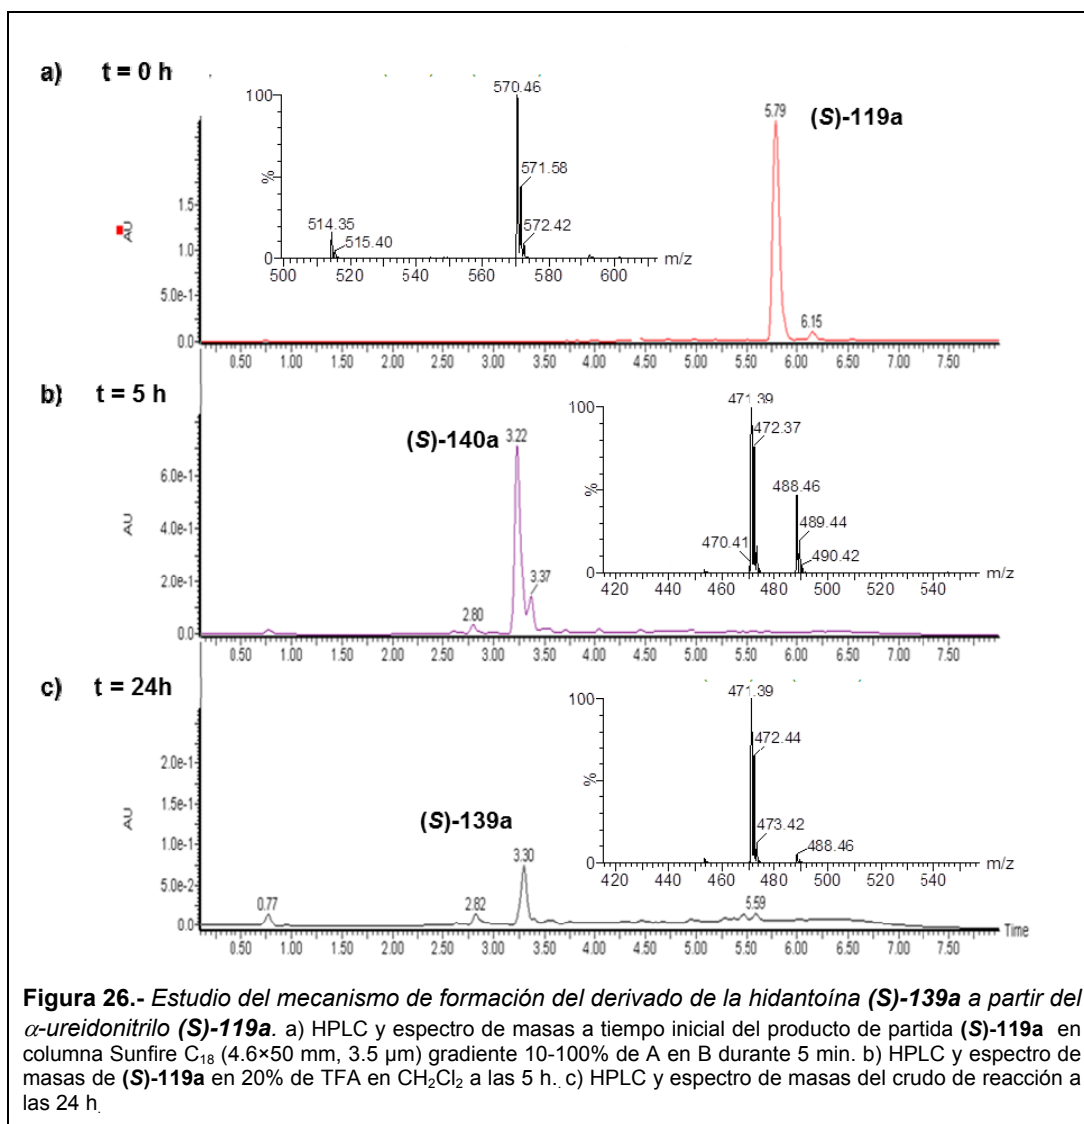 a) t = 0 h
(S)-119a
5.79
6.15
AU
1.5
1.0
5.0e-1
0.0
0.50 1.00 1.50 2.00 2.50 3.00 3.50 4.00 4.50 5.00 5.50 6.00 6.50 7.00 7.50
100
%
0
570.46
571.58
572.42
514.35
515.40
500 520 540 560 580 600 m/z
b) t = 5 h
(S)-140a
3.22
3.37
2.80
AU
6.0e-1
4.0e-1
2.0e-1
0.0
0.50 1.00 1.50 2.00 2.50 3.00 3.50 4.00 4.50 5.00 5.50 6.00 6.50 7.00 7.50
100
%
0
471.39
472.37
488.46
489.44
470.41
490.42
420 440 460 480 500 520 540 m/z
c) t = 24h
(S)-139a
3.30
0.77
2.82
5.59
AU
2.0e-1
1.5e-1
1.0e-1
5.0e-2
0.0
0.50 1.00 1.50 2.00 2.50 3.00 3.50 4.00 4.50 5.00 5.50 6.00 6.50 7.00 7.50
Time
100
%
0
471.39
472.44
473.42
488.46
420 440 460 480 500 520 540 m/z
Figura 26.- Estudio del mecanismo de formación del derivado de la hidantoína (S)-139a a partir del
α-ureidonitrilo (S)-119a. a) HPLC y espectro de masas a tiempo inicial del producto de partida (S)-119a en
columna Sunfire C₁₈ (4.6×50 mm, 3.5 µm) gradiente 10-100% de A en B durante 5 min. b) HPLC y espectro de
masas de (S)-119a en 20% de TFA en CH₂Cl₂ a las 5 h. c) HPLC y espectro de masas del crudo de reacción a
las 24 h.